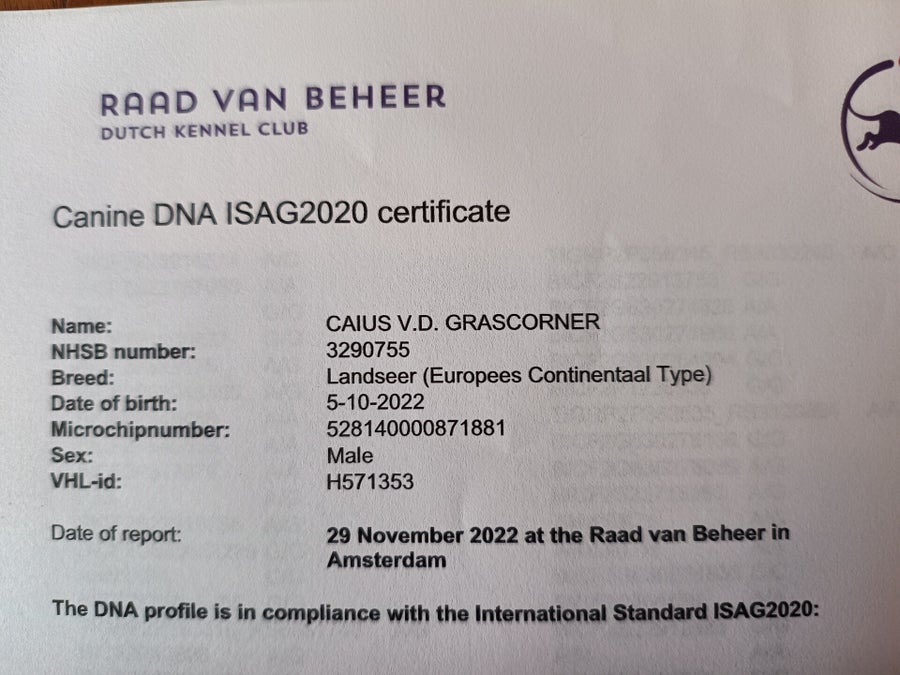 RAAD VAN BEHEER
DUTCH KENNEL CLUB
Canine DNA ISAG2020 certificate
Name: CAIUS V.D. GRASCORNER
NHSB number: 3290755
Breed: Landseer (Europees Continentaal Type)
Date of birth: 5-10-2022
Microchipnumber: 528140000871881
Sex: Male
VHL-id: H571353
Date of report: 29 November 2022 at the Raad van Beheer in
Amsterdam
The DNA profile is in compliance with the International Standard ISAG2020: